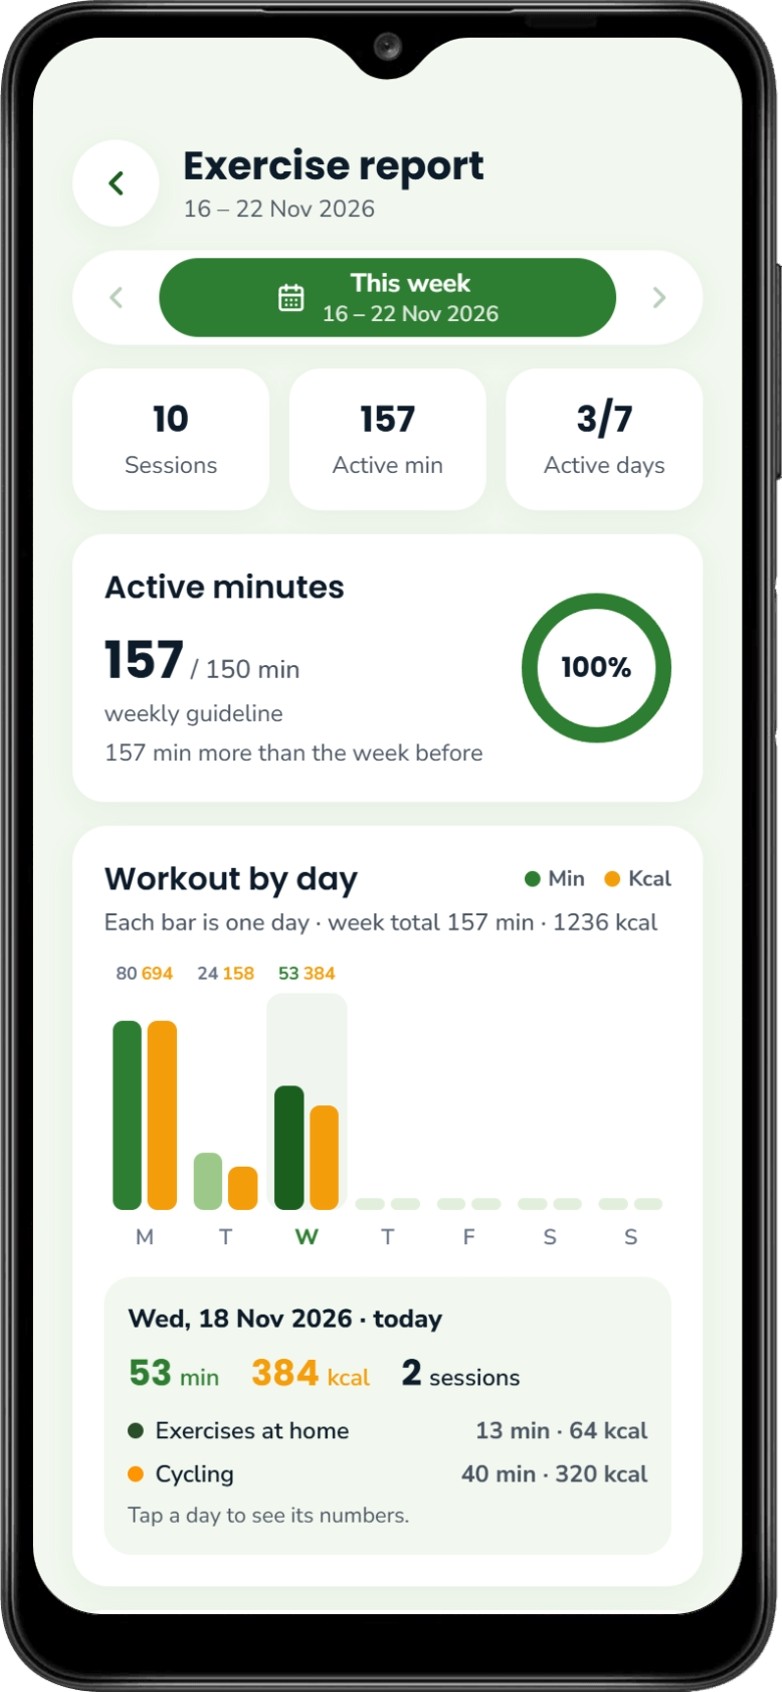 Exercise report
16 – 22 Nov 2026
This week
16 – 22 Nov 2026
10
Sessions
157
Active min
3/7
Active days
Active minutes
157 / 150 min
weekly guideline
157 min more than the week before
100%
Workout by day
Min Kcal
Each bar is one day · week total 157 min · 1236 kcal
80 694 24 158 53 384
M T W T F S S
Wed, 18 Nov 2026 · today
53 min 384 kcal 2 sessions
Exercises at home 13 min · 64 kcal
Cycling 40 min · 320 kcal
Tap a day to see its numbers.